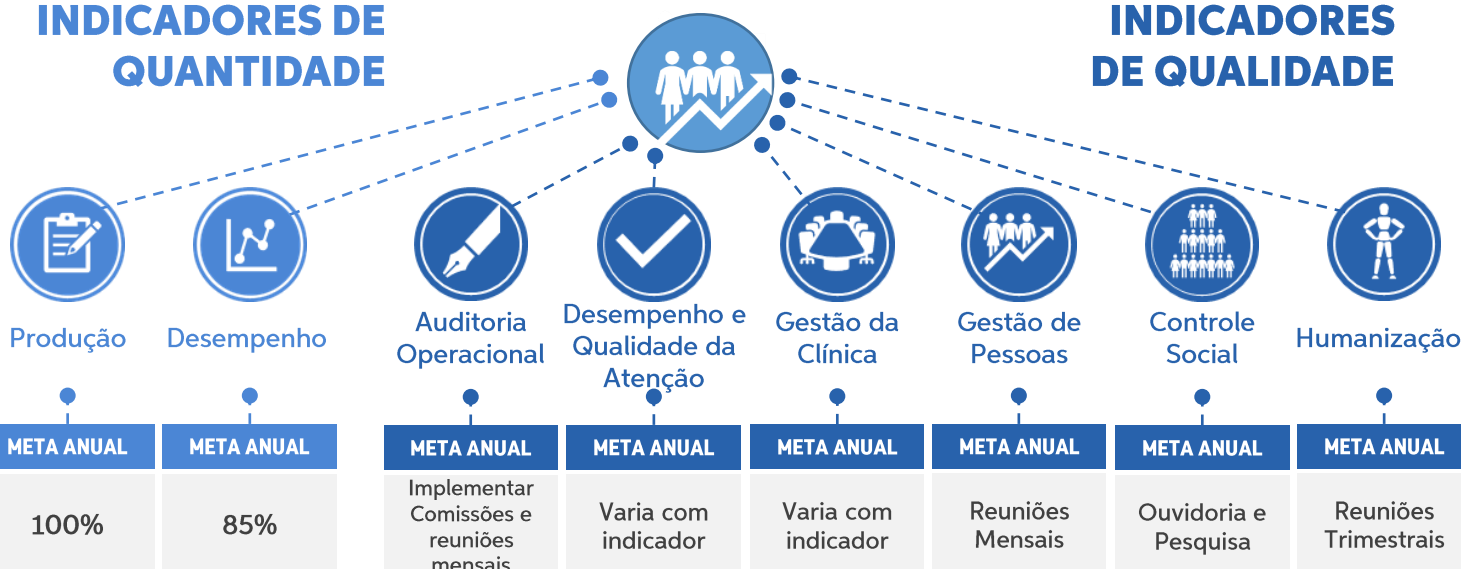 INDICADORES DE
QUANTIDADE
INDICADORES
DE QUALIDADE
Produção
Desempenho
Auditoria
Operacional
Desempenho e
Qualidade da
Atenção
Gestão da
Clínica
Gestão de
Pessoas
Controle
Social
Humanização
META ANUAL
META ANUAL
META ANUAL
META ANUAL
META ANUAL
META ANUAL
META ANUAL
META ANUAL
100%
85%
Implementar
Comissões e
reuniões
mensais
Varia com
indicador
Varia com
indicador
Reuniões
Mensais
Ouvidoria e
Pesquisa
Reuniões
Trimestrais